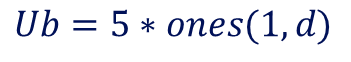 Ub = 5 ∗ ones(1, d)